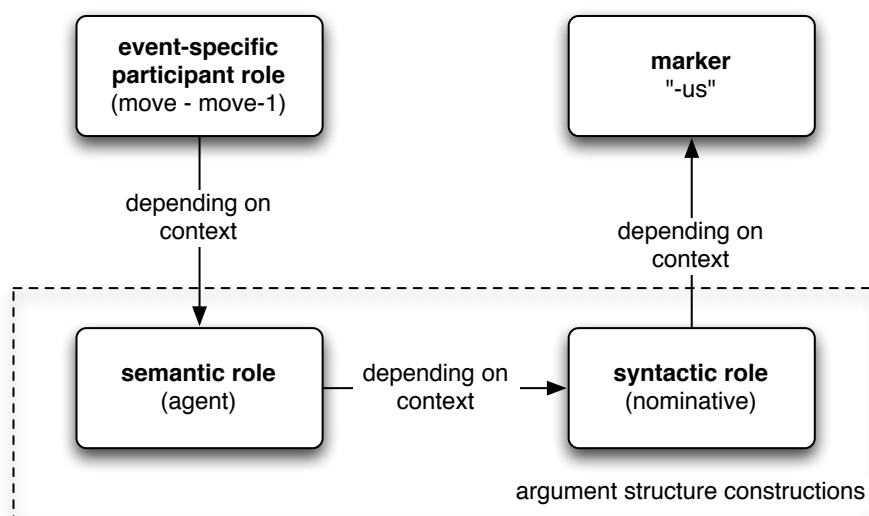 event-specific
participant role
(move - move-1)
marker
"-us"
depending on
context
depending on
context
semantic role
(agent)
depending on
context
syntactic role
(nominative)
argument structure constructions